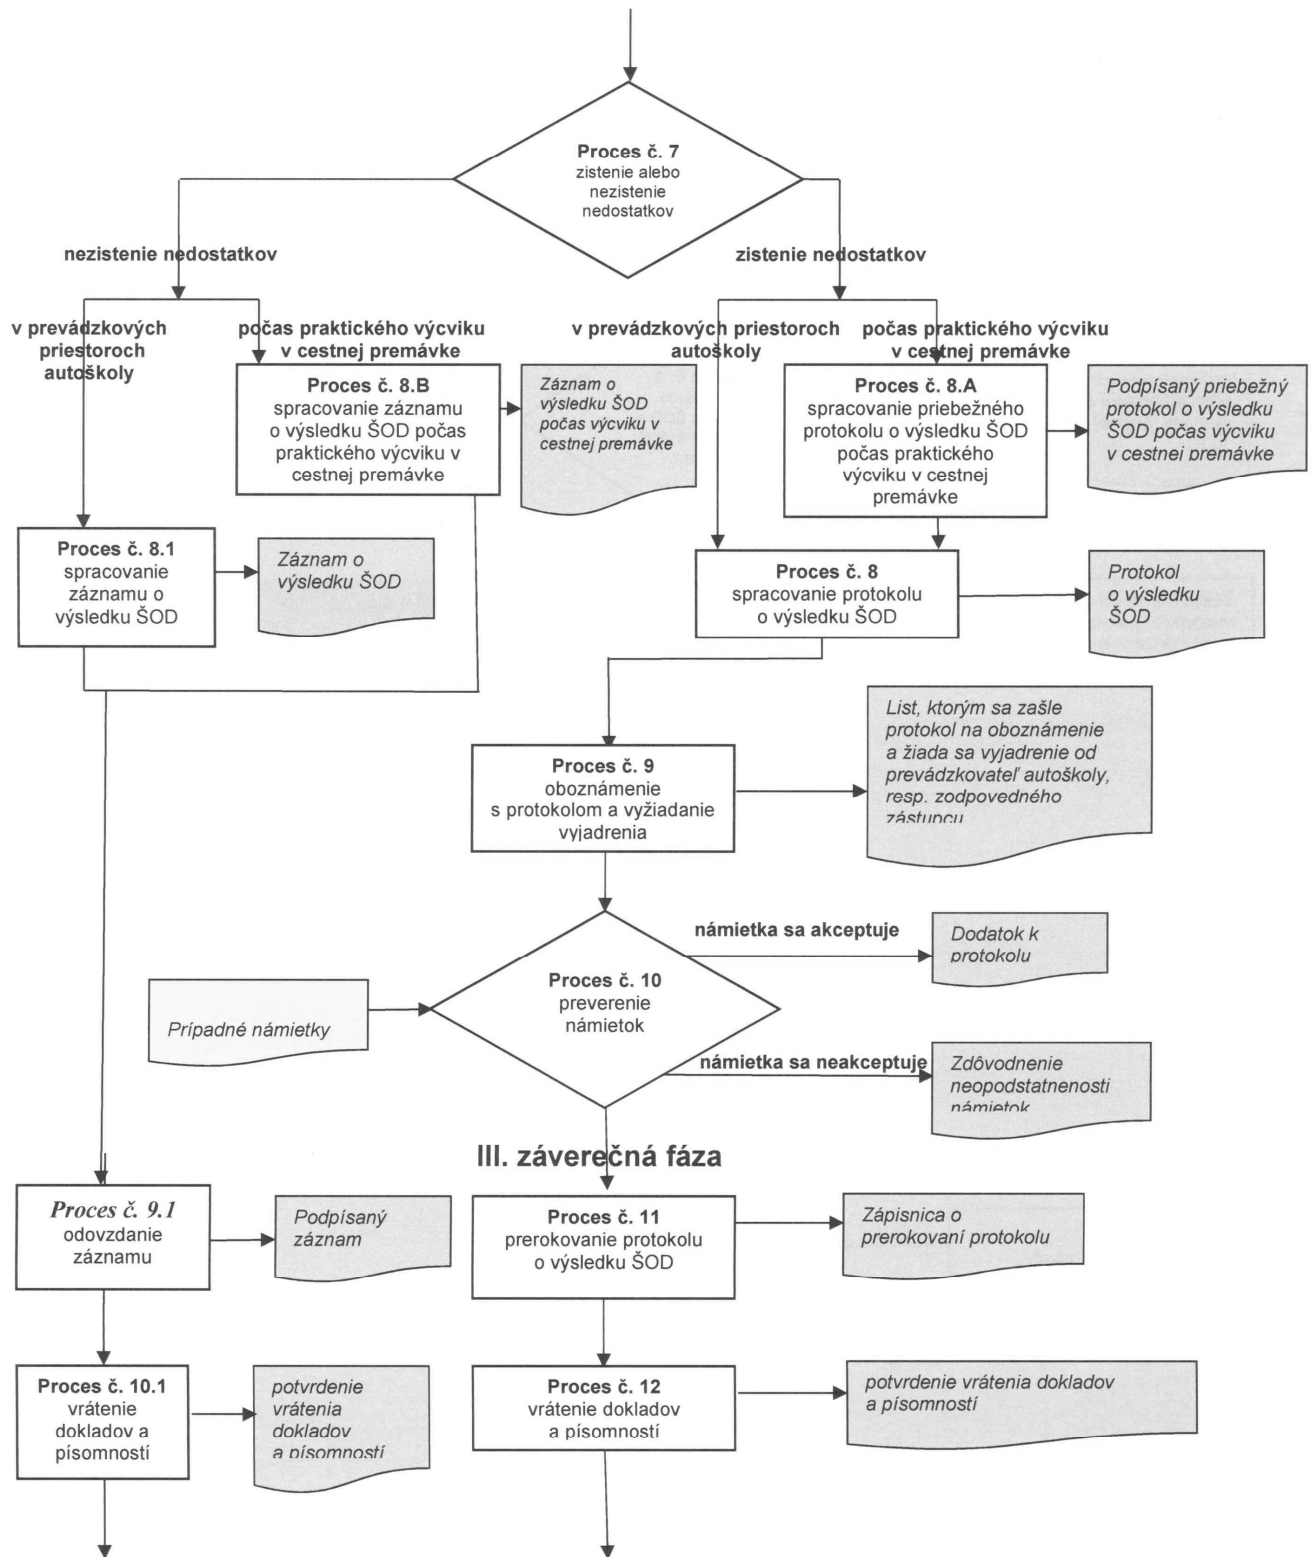 Proces č. 7
zistenie alebo
nezistenie
nedostatkov
nezistenie nedostatkov
zistenie nedostatkov
v prevádzkových
priestoroch
autoškoly
počas praktického výcviku
v cestnej premávke
v prevádzkových priestoroch
autoškoly
počas praktického výcviku
v cestnej premávke
Proces č. 8.B
spracovanie záznamu
o výsledku ŠOD počas
praktického výcviku v
cestnej premávke
Záznam o
výsledku ŠOD
počas výcviku v
cestnej premávke
Proces č. 8.A
spracovanie priebežného
protokolu o výsledku ŠOD
počas praktického
výcviku v cestnej
premávke
Podpísaný priebežný
protokol o výsledku
ŠOD počas výcviku
v cestnej premávke
Proces č. 8.1
spracovanie
záznamu o
výsledku ŠOD
Záznam o
výsledku ŠOD
Proces č. 8
spracovanie protokolu
o výsledku ŠOD
Protokol
o výsledku
ŠOD
Proces č. 9
oboznámenie
s protokolom a vyžiadanie
vyjadrenia
List, ktorým sa zašle
protokol na oboznámenie
a žiada sa vyjadrenie od
prevádzkovateľ autoškoly,
resp. zodpovedného
zástupcu
námietka sa akceptuje
Dodatok k
protokolu
Proces č. 10
preverenie
námietok
Prípadné námietky
námietka sa neakceptuje
Zdôvodnenie
neopodstatnenosti
námietok
III. záverečná fáza
Proces č. 9.1
odovzdanie
záznamu
Podpísaný
záznam
Proces č. 11
prerokovanie protokolu
o výsledku ŠOD
Zápisnica o
prerokovaní protokolu
Proces č. 10.1
vrátenie
dokladov a
písomností
potvrdenie
vrátenia
dokladov
a písomností
Proces č. 12
vrátenie dokladov
a písomností
potvrdenie vrátenia dokladov
a písomností